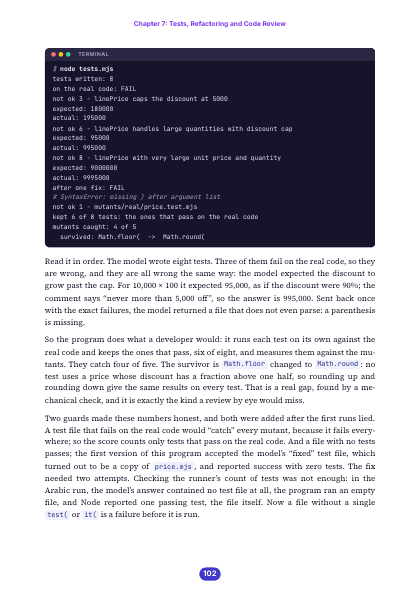 Chapter 7: Tests, Refactoring and Code Review
TERMINAL
$ node tests.mjs
tests written: 8
on the real code: FAIL
not ok 3 - linePrice caps the discount at 5000
expected: 180000
actual: 195000
not ok 6 - linePrice handles large quantities with discount cap
expected: 95000
actual: 995000
not ok 8 - linePrice with very large unit price and quantity
expected: 9000000
actual: 9995000
after one fix: FAIL
# SyntaxError: missing ) after argument list
not ok 1 - mutants/real/price.test.mjs
kept 6 of 8 tests: the ones that pass on the real code
mutants caught: 4 of 5
survived: Math.floor( -> Math.round(
Read it in order. The model wrote eight tests. Three of them fail on the real code, so they
are wrong, and they are all wrong the same way: the model expected the discount to
grow past the cap. For 10,000 × 100 it expected 95,000, as if the discount were 90%; the
comment says “never more than 5,000 off”, so the answer is 995,000. Sent back once
with the exact failures, the model returned a file that does not even parse: a parenthesis
is missing.
So the program does what a developer would: it runs each test on its own against the
real code and keeps the ones that pass, six of eight, and measures them against the mu-
tants. They catch four of five. The survivor is Math.floor changed to Math.round: no
test uses a price whose discount has a fraction above one half, so rounding up and
rounding down give the same results on every test. That is a real gap, found by a me-
chanical check, and it is exactly the kind a review by eye would miss.
Two guards made these numbers honest, and both were added after the first runs lied.
A test file that fails on the real code would “catch” every mutant, because it fails every-
where; so the score counts only tests that pass on the real code. And a file with no tests
passes; the first version of this program accepted the model’s “fixed” test file, which
turned out to be a copy of price.mjs, and reported success with zero tests. The fix
needed two attempts. Checking the runner’s count of tests was not enough: in the
Arabic run, the model’s answer contained no test file at all, the program ran an empty
file, and Node reported one passing test, the file itself. Now a file without a single
test( or it( is a failure before it is run.
102